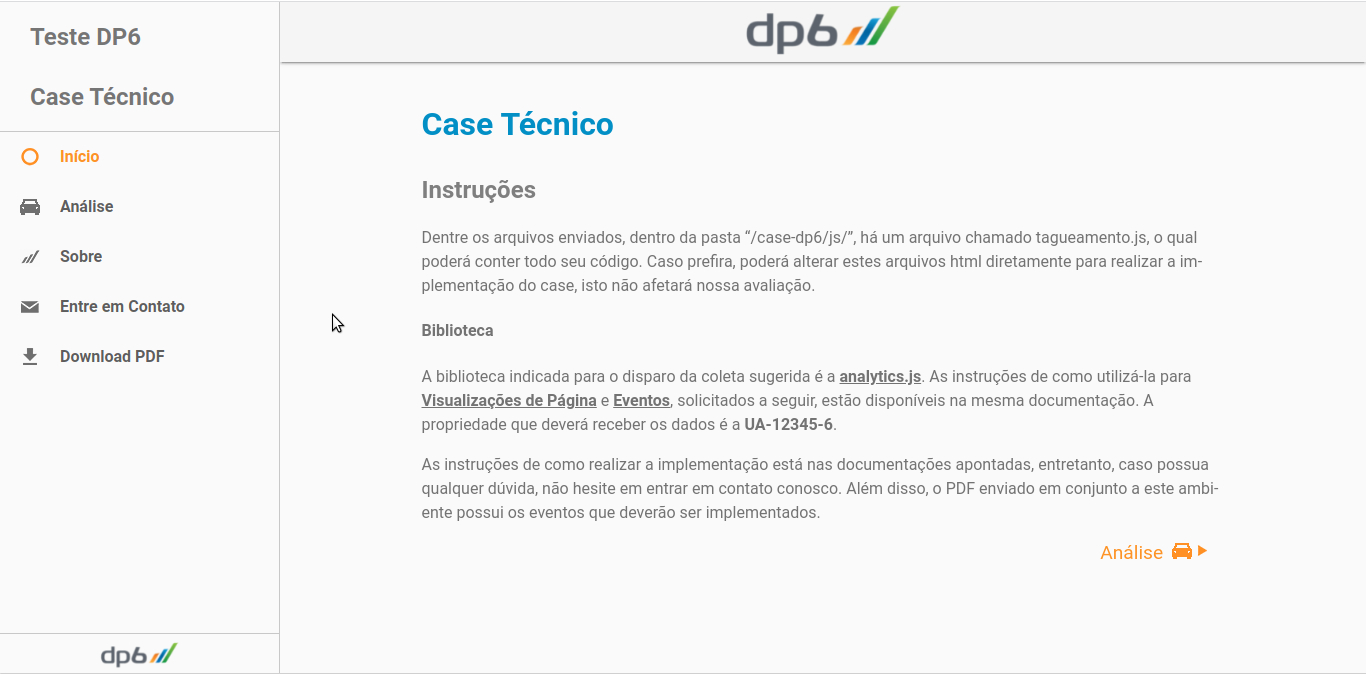 Teste DP6
Case Técnico
Início
Análise
Sobre
Entre em Contato
Download PDF
dp6
dp6
Case Técnico
Instruções
Dentre os arquivos enviados, dentro da pasta “/case-dp6/js/”, há um arquivo chamado tagueamento.js, o qual
poderá conter todo seu código. Caso prefira, poderá alterar estes arquivos html diretamente para realizar a im-
plementação do case, isto não afetará nossa avaliação.
Biblioteca
A biblioteca indicada para o disparo da coleta sugerida é a analytics.js. As instruções de como utilizá-la para
Visualizações de Página e Eventos, solicitados a seguir, estão disponíveis na mesma documentação. A
propriedade que deverá receber os dados é a UA-12345-6.
As instruções de como realizar a implementação está nas documentações apontadas, entretanto, caso possua
qualquer dúvida, não hesite em entrar em contato conosco. Além disso, o PDF enviado em conjunto a este ambi-
ente possui os eventos que deverão ser implementados.
Análise